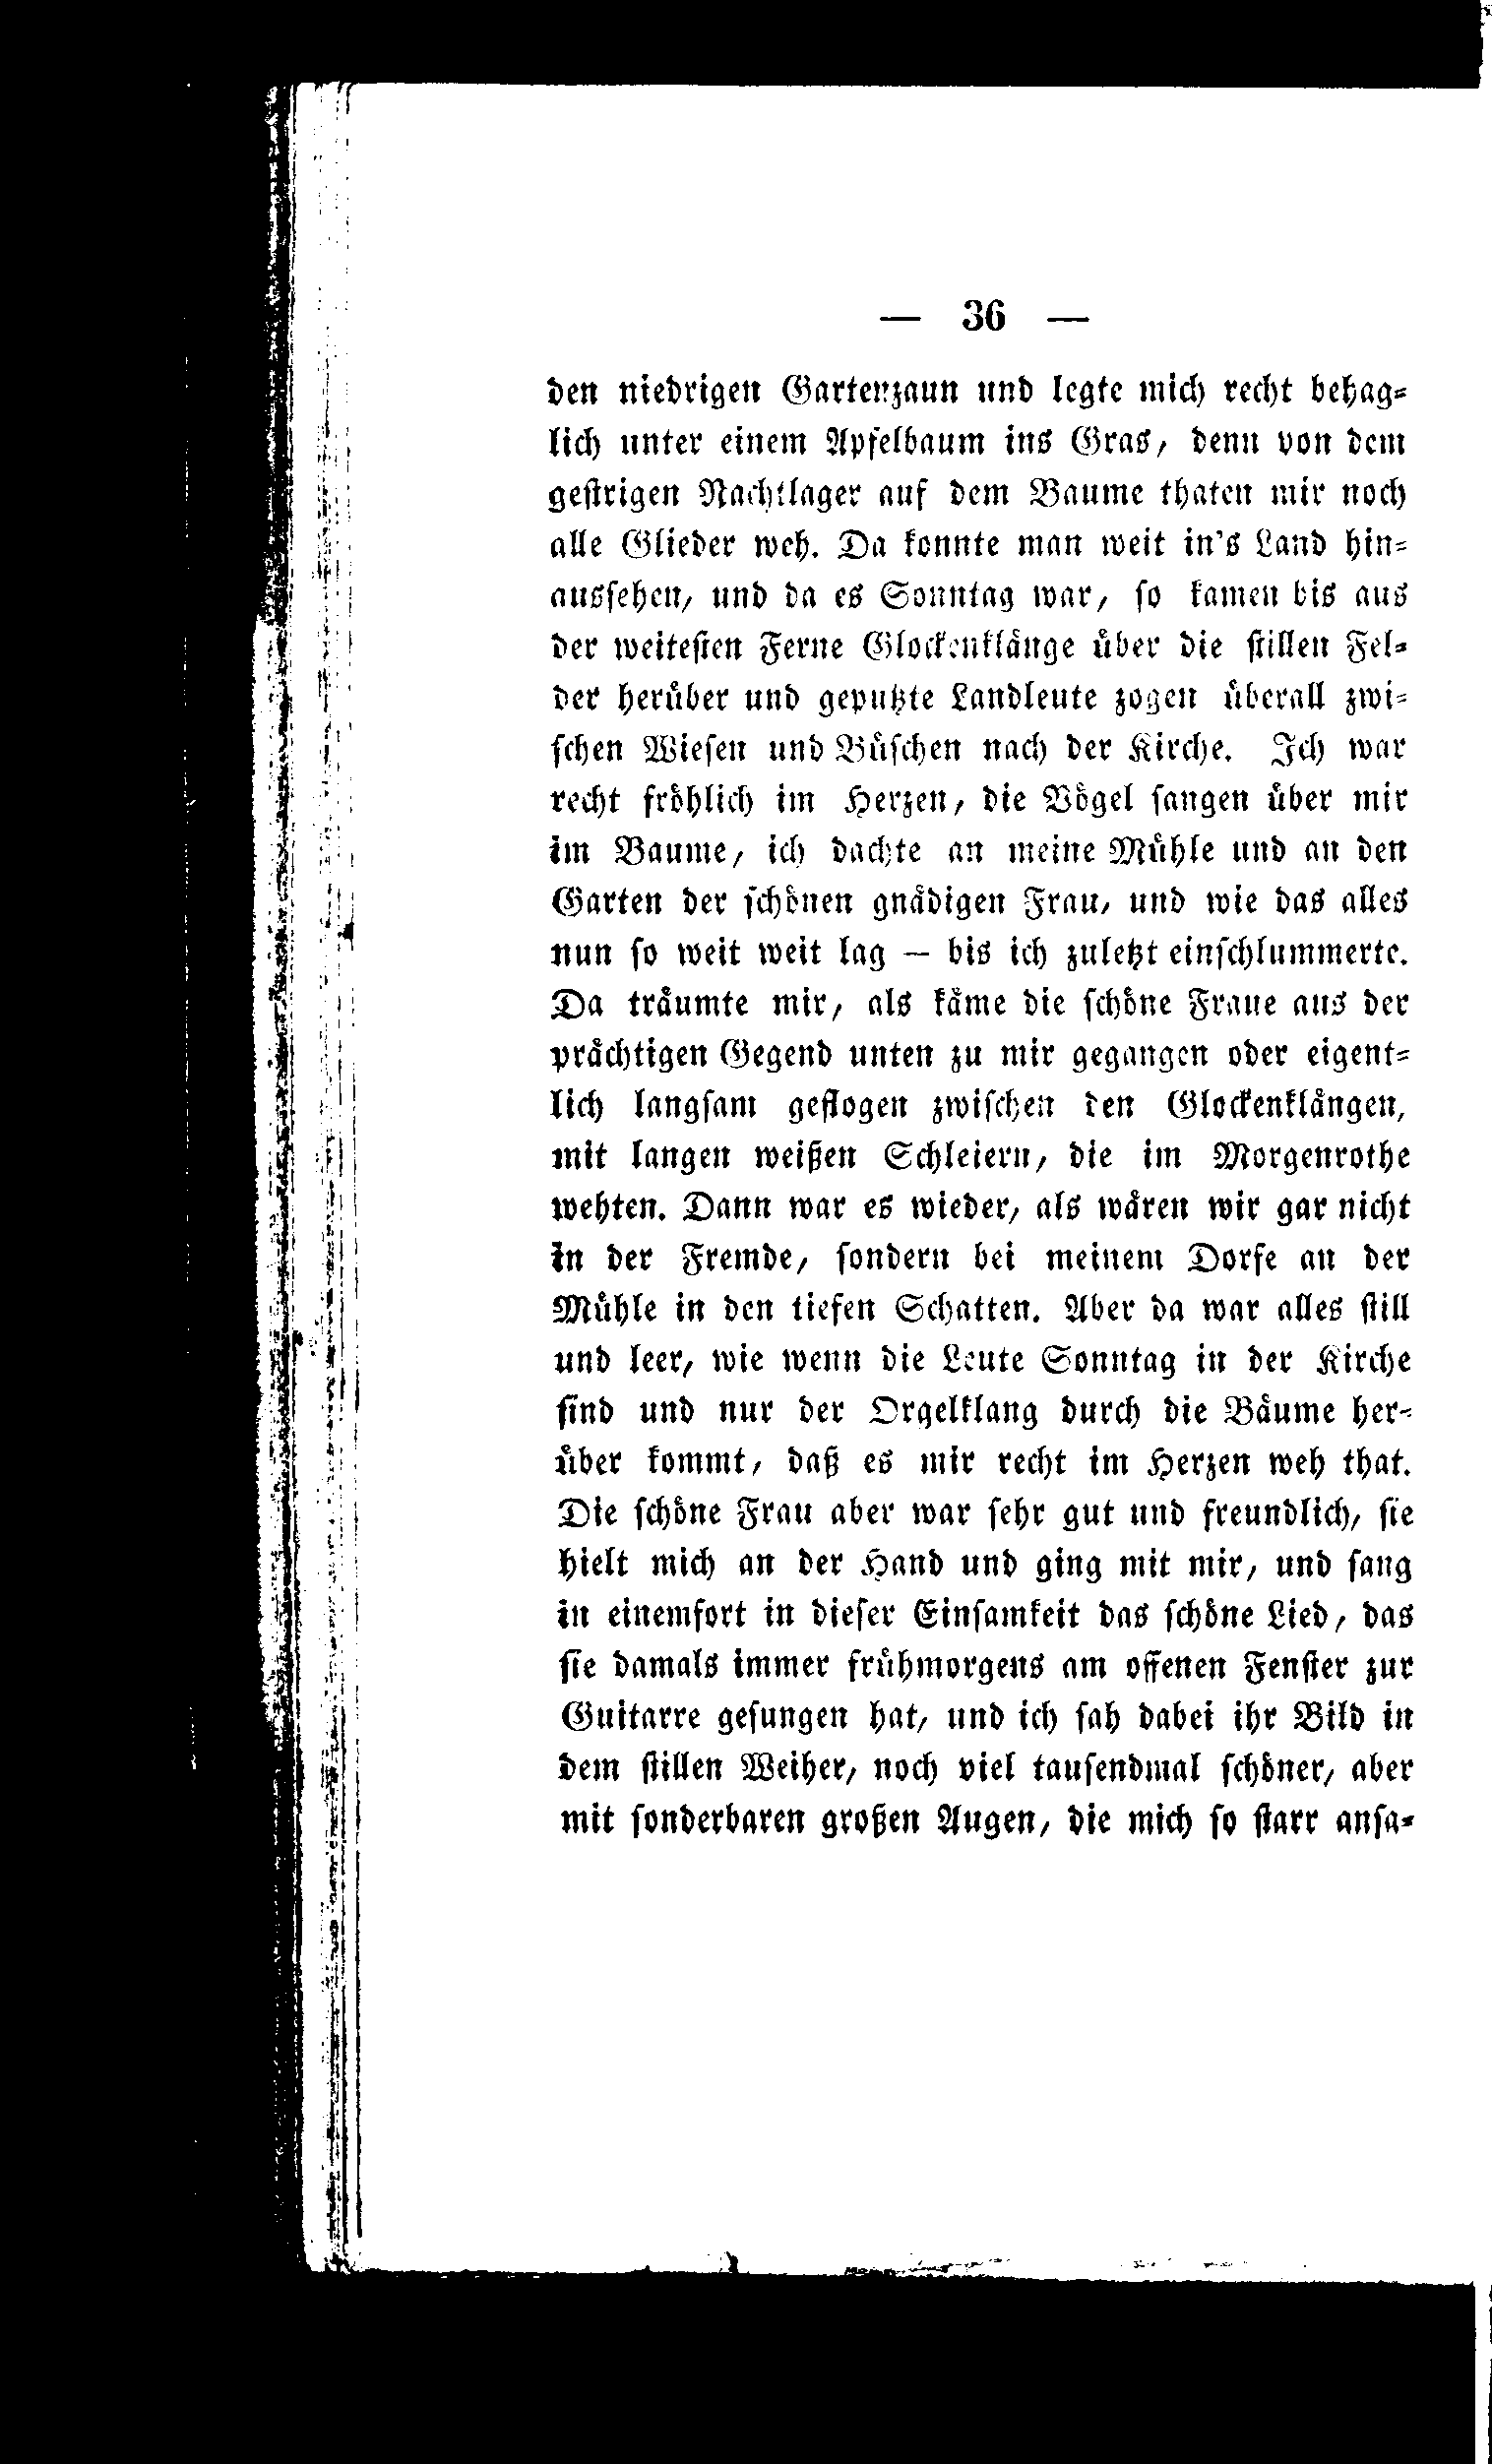 — 36 —
den niedrigen Gartenzaun und legte mich recht behag=
lich unter einem Apfelbaum ins Gras, denn von dem
gestrigen Nachtlager auf dem Baume thaten mir noch
alle Glieder weh. Da konnte man weit in's Land hin=
aussehen, und da es Sonntag war, so kamen bis aus
der weitesten Ferne Glockenklänge über die stillen Fel=
der herüber und geputzte Landleute zogen überall zwi=
schen Wiesen und Büschen nach der Kirche. Ich war
recht fröhlich im Herzen, die Vögel sangen über mir
im Baume, ich dachte an meine Mühle und an den
Garten der schönen gnädigen Frau, und wie das alles
nun so weit weit lag — bis ich zuletzt einschlummerte.
Da träumte mir, als käme die schöne Fraue aus der
prächtigen Gegend unten zu mir gegangen oder eigent=
lich langsam geflogen zwischen den Glockenklängen,
mit langen weißen Schleiern, die im Morgenrothe
wehten. Dann war es wieder, als wären wir gar nicht
in der Fremde, sondern bei meinem Dorfe an der
Mühle in den tiefen Schatten. Aber da war alles still
und leer, wie wenn die Leute Sonntag in der Kirche
sind und nur der Orgelklang durch die Bäume her=
über kommt, daß es mir recht im Herzen weh that.
Die schöne Frau aber war sehr gut und freundlich, sie
hielt mich an der Hand und ging mit mir, und sang
in einemfort in dieser Einsamkeit das schöne Lied, das
sie damals immer frühmorgens am offenen Fenster zur
Guitarre gesungen hat, und ich sah dabei ihr Bild in
dem stillen Weiher, noch viel tausendmal schöner, aber
mit sonderbaren großen Augen, die mich so starr ansa=